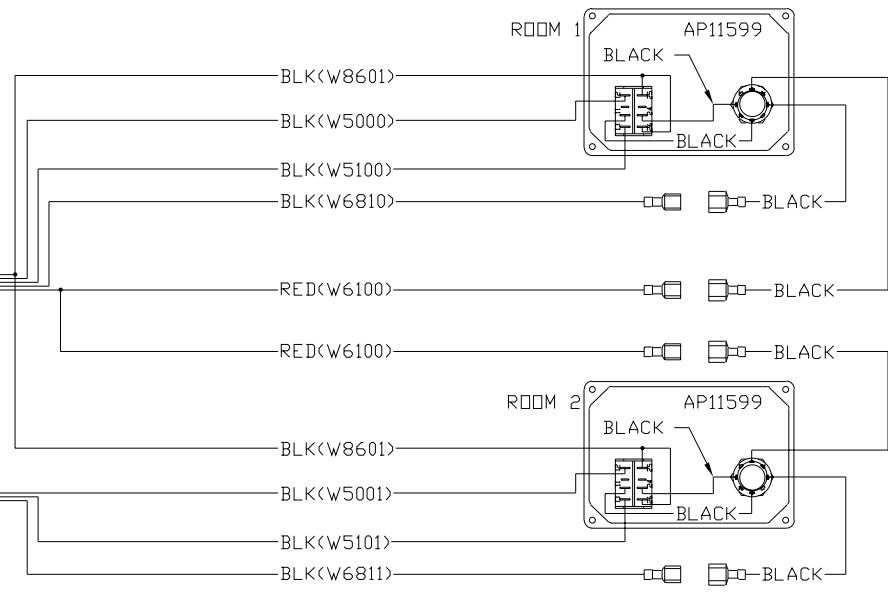 ROOM 1
AP11599
BLACK
BLK(W8601)
BLK(W5000)
BLACK
BLK(W5100)
BLK(W6810)
BLACK
RED(W6100)
BLACK
RED(W6100)
BLACK
ROOM 2
AP11599
BLACK
BLK(W8601)
BLK(W5001)
BLACK
BLK(W5101)
BLK(W6811)
BLACK